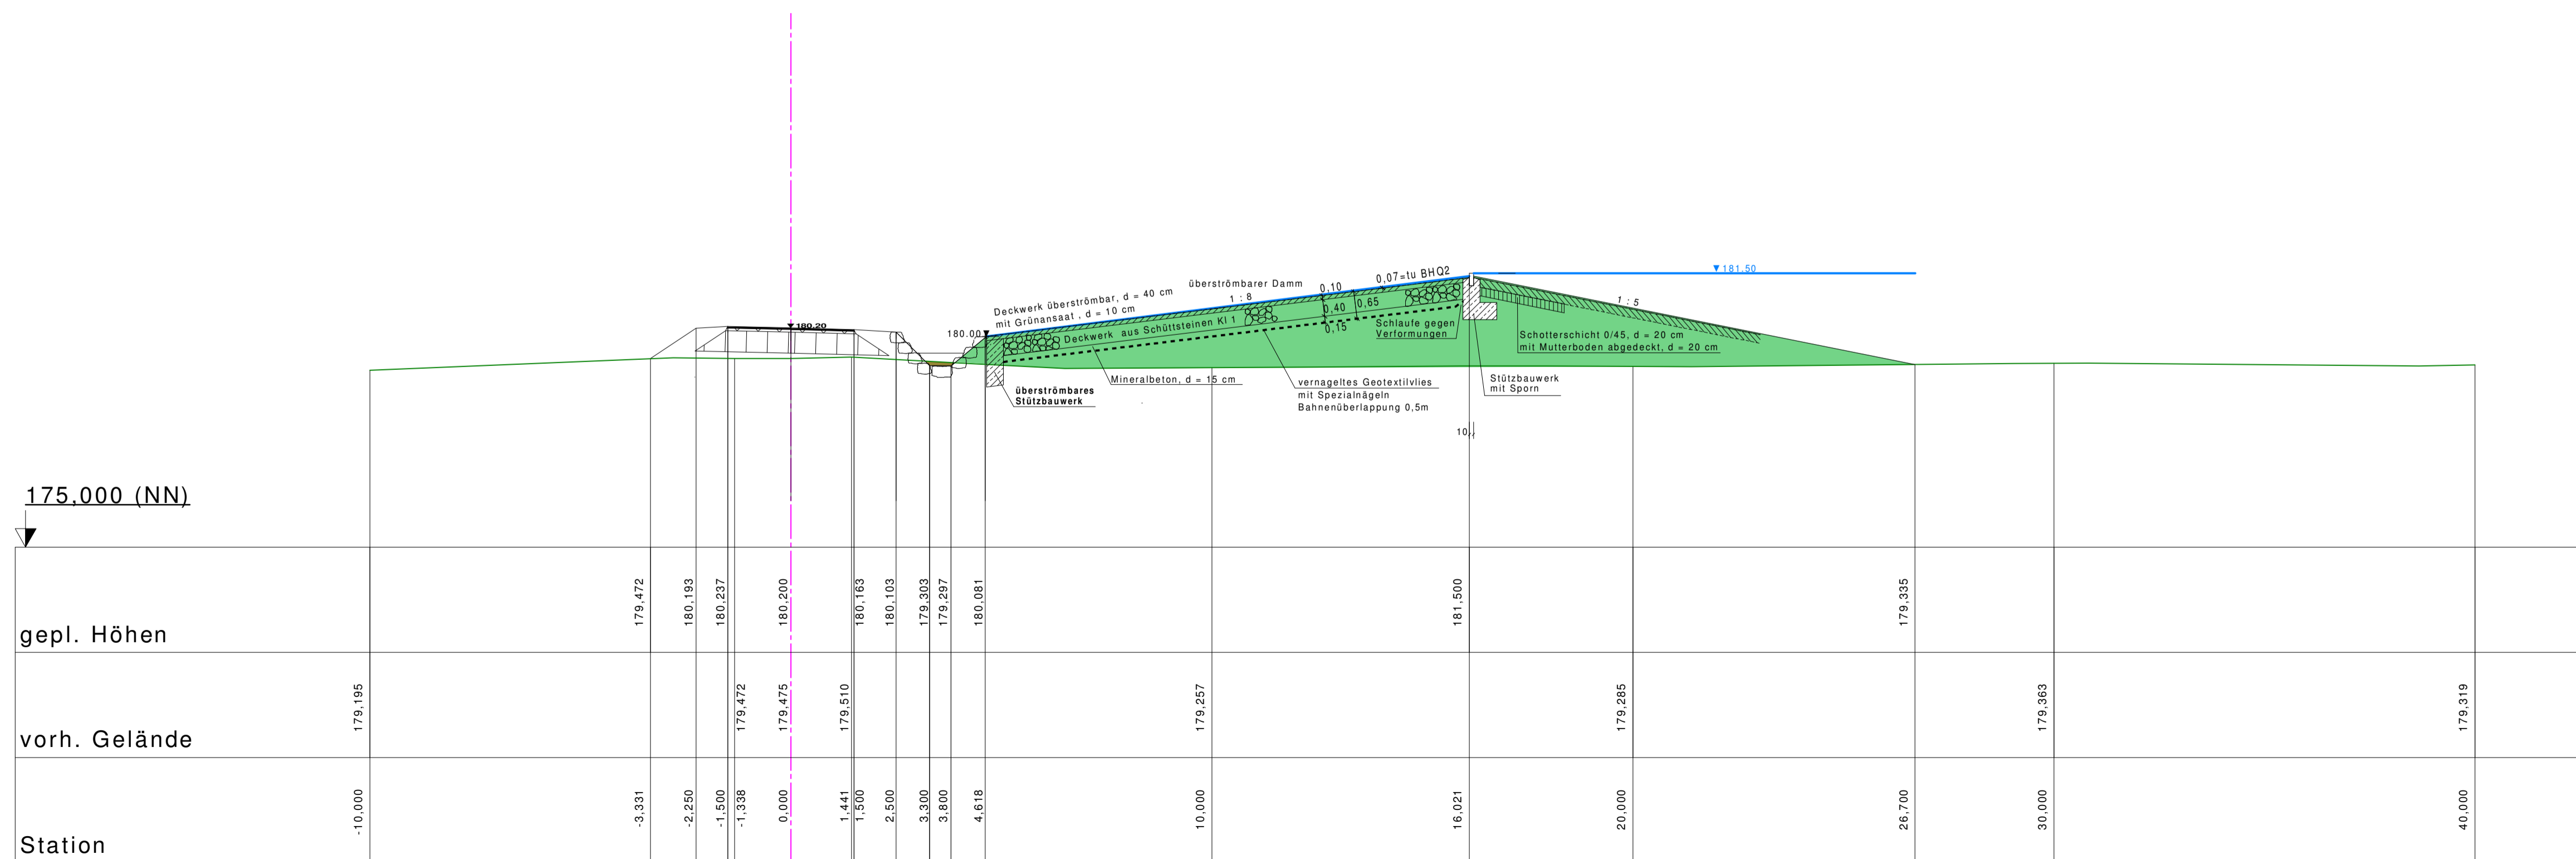 überströmbarer Damm
0,10
0,07=tu BHQ2
181.50
Deckwerk überströmbar, d = 40 cm
mit Grünansaat , d = 10 cm
1 : 8
0,40
0,65
0,15
1 : 5
180.20
180.00
Deckwerk aus Schüttsteinen Kl 1
Schlaufe gegen
Verformungen
Schotterschicht 0/45, d = 20 cm
mit Mutterboden abgedeckt, d = 20 cm
Mineralbeton, d = 15 cm
überströmbares
Stützbauwerk
vernageltes Geotextilvlies
mit Spezialnägeln
Bahnenüberlappung 0,5m
Stützbauwerk
mit Sporn
10
175,000 (NN)
gepl. Höhen
179,472
180,193
180,237
180,200
180,163
180,103
179,303
179,297
180,081
181,500
179,335
vorh. Gelände
179,195
179,472
179,475
179,510
179,257
179,285
179,363
179,319
Station
-10,000
-3,331
-2,250
-1,500
-1,338
0,000
1,441
1,500
2,500
3,300
3,800
4,618
10,000
16,021
20,000
26,700
30,000
40,000